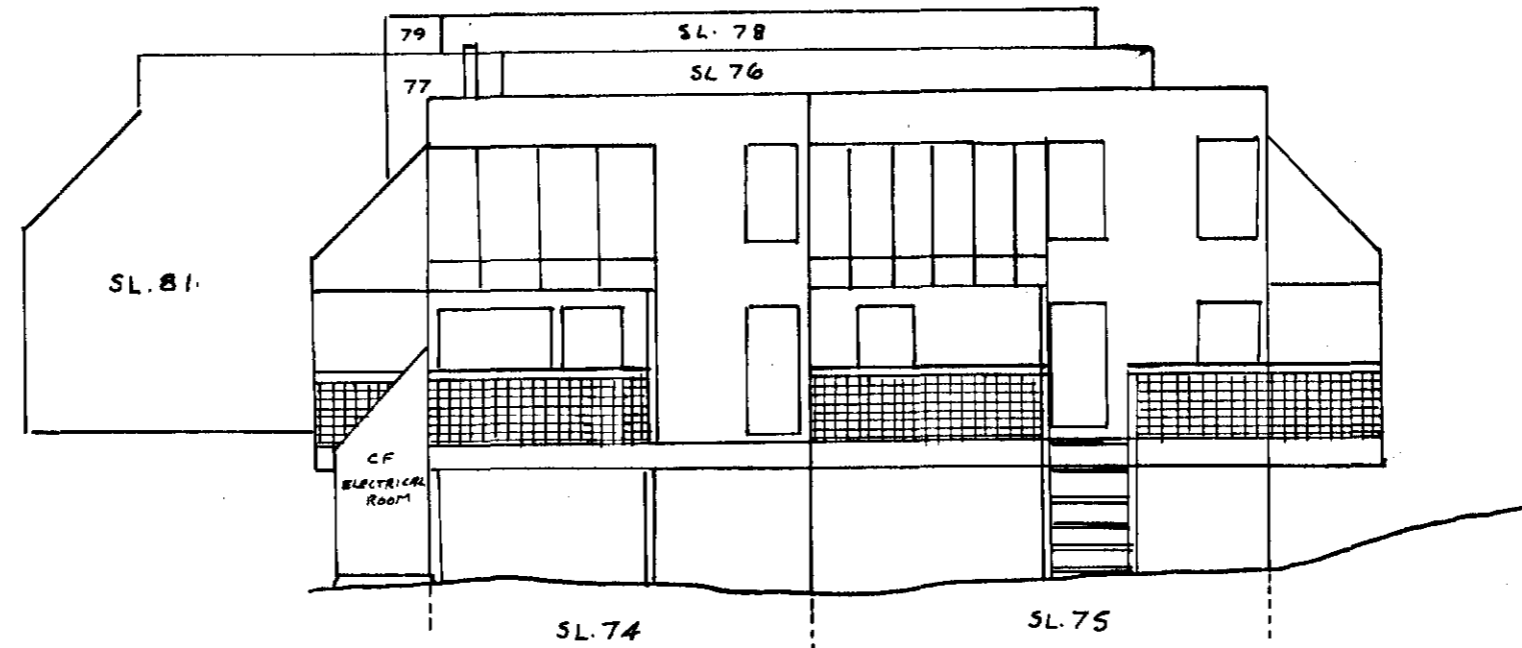 79
SL. 78
77
SL 76
SL.81.
CF
ELECTRICAL
ROOM
SL.74
SL.75